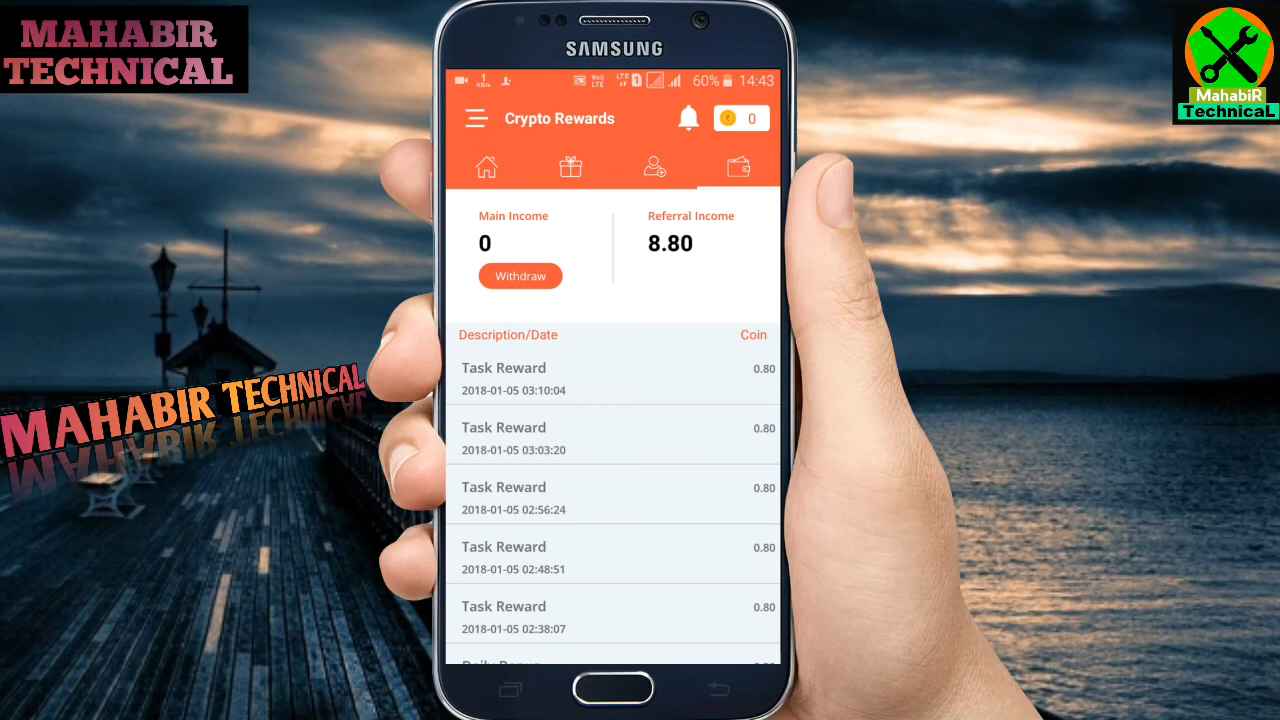 MAHABIR
TECHNICAL
MahabiR
TechnicaL
MAHABIR TECHNICAL
SAMSUNG
60% 14:43
Crypto Rewards
0
Main Income
Referral Income
0
8.80
Withdraw
Description/Date
Coin
Task Reward
0.80
2018-01-05 03:10:04
Task Reward
0.80
2018-01-05 03:03:20
Task Reward
0.80
2018-01-05 02:56:24
Task Reward
0.80
2018-01-05 02:48:51
Task Reward
0.80
2018-01-05 02:38:07